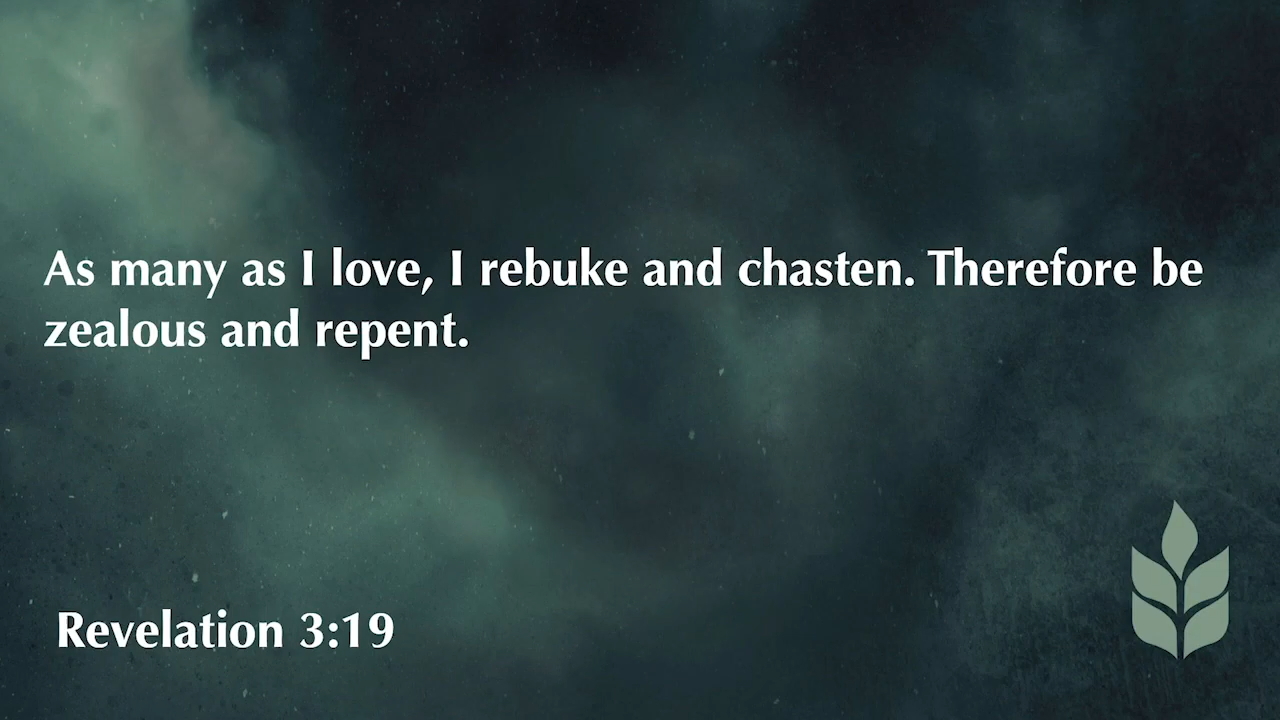 As many as I love, I rebuke and chasten. Therefore be
zealous and repent.
Revelation 3:19